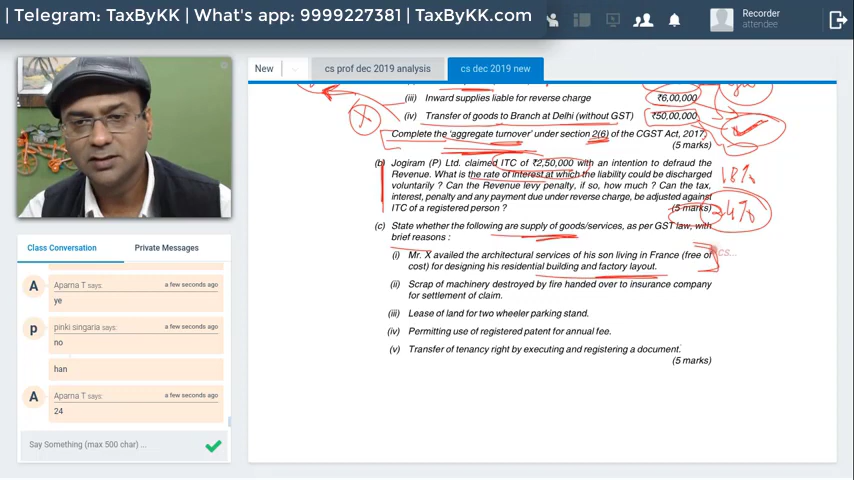 | Telegram: TaxByKK | What's app: 9999227381 | TaxByKK.com
Recorder
attendee
New
cs prof dec 2019 analysis
cs dec 2019 new
(iii) Inward supplies liable for reverse charge ₹6,00,000
(iv) Transfer of goods to Branch at Delhi (without GST) ₹50,00,000
Complete the 'aggregate turnover' under section 2(6) of the CGST Act, 2017.
(5 marks)
(b) Jogiram (P) Ltd. claimed ITC of ₹2,50,000 with an intention to defraud the
Revenue. What is the rate of interest at which the liability could be discharged
voluntarily ? Can the Revenue levy penalty, if so, how much ? Can the tax,
interest, penalty and any payment due under reverse charge, be adjusted against
ITC of a registered person ?
(5 marks)
18%
24%
(c) State whether the following are supply of goods/services, as per GST law, with
brief reasons :
(i) Mr. X availed the architectural services of his son living in France (free of
cost) for designing his residential building and factory layout.
cs...
(ii) Scrap of machinery destroyed by fire handed over to insurance company
for settlement of claim.
(iii) Lease of land for two wheeler parking stand.
(iv) Permitting use of registered patent for annual fee.
(v) Transfer of tenancy right by executing and registering a document.
(5 marks)
Class Conversation
Private Messages
A
Aparna T says:
a few seconds ago
ye
p
pinki singaria says:
a few seconds ago
no
han
A
Aparna T says:
a few seconds ago
24
Say Something (max 500 char) ...